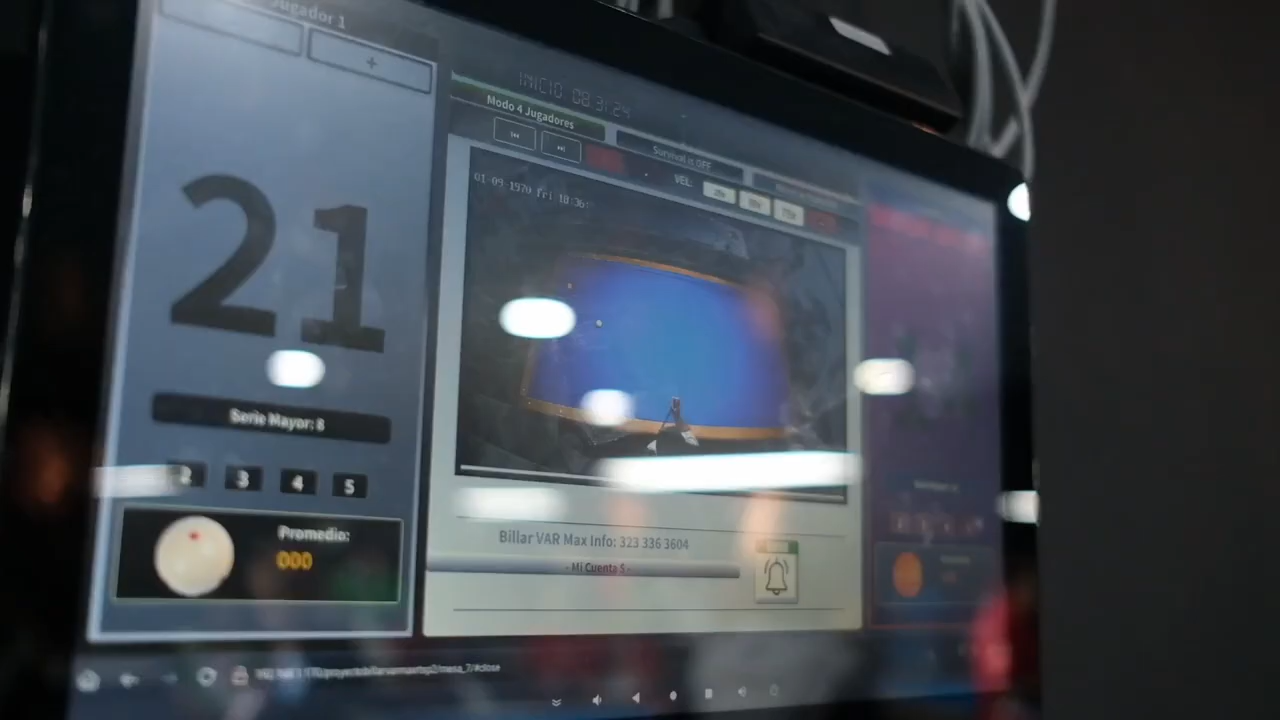 Jugador 1
+
INICIO 08:31:24
Modo 4 Jugadores
Survival is OFF
VEL:
01-09-1970 Fri 18:36:
21
Serie Mayor: 8
2 3 4 5
Promedio:
000
Billar VAR Max Info: 323 336 3604
- Mi Cuenta $ -